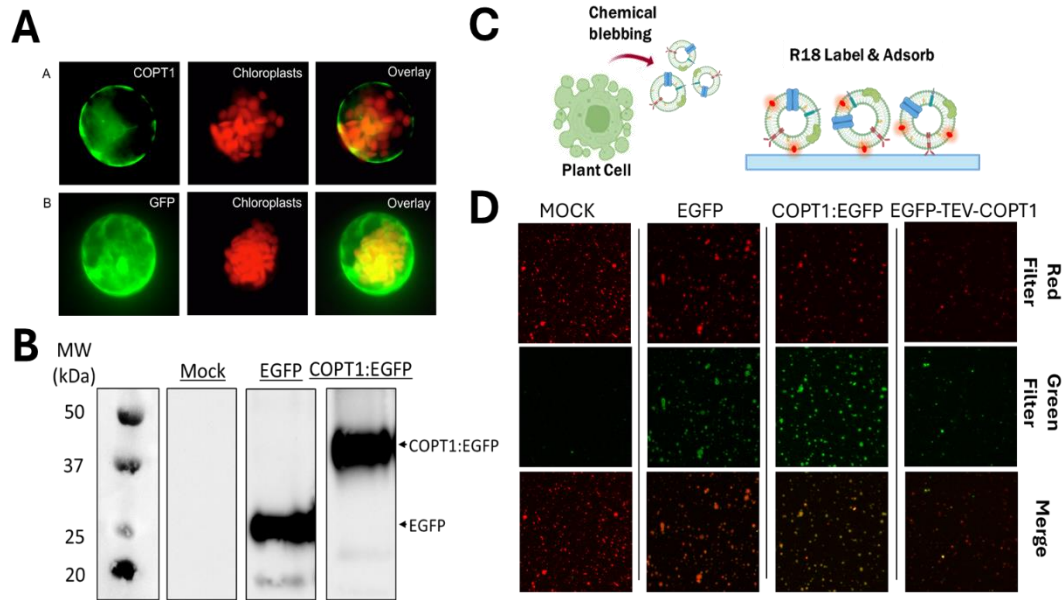 A
A
COPT1
Chloroplasts
Overlay
B
GFP
Chloroplasts
Overlay
B
MW
(kDa)
Mock
EGFP
COPT1:EGFP
50
37
25
20
COPT1:EGFP
EGFP
C
Chemical
blebbing
Plant Cell
R18 Label & Adsorb
D
MOCK
EGFP
COPT1:EGFP
EGFP-TEV-COPT1
Red
Filter
Green
Filter
Merge